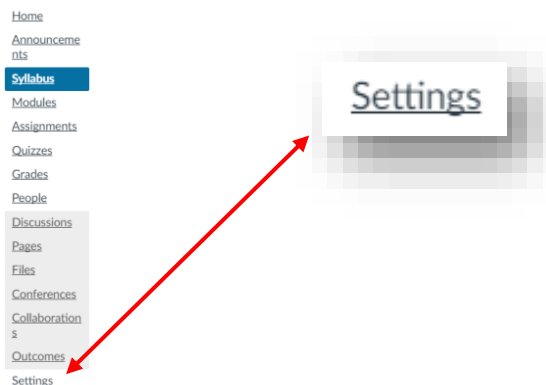 Home
Announceme
nts
Syllabus
Modules
Assignments
Quizzes
Grades
People
Discussions
Pages
Files
Conferences
Collaboration
s
Outcomes
Settings
Settings